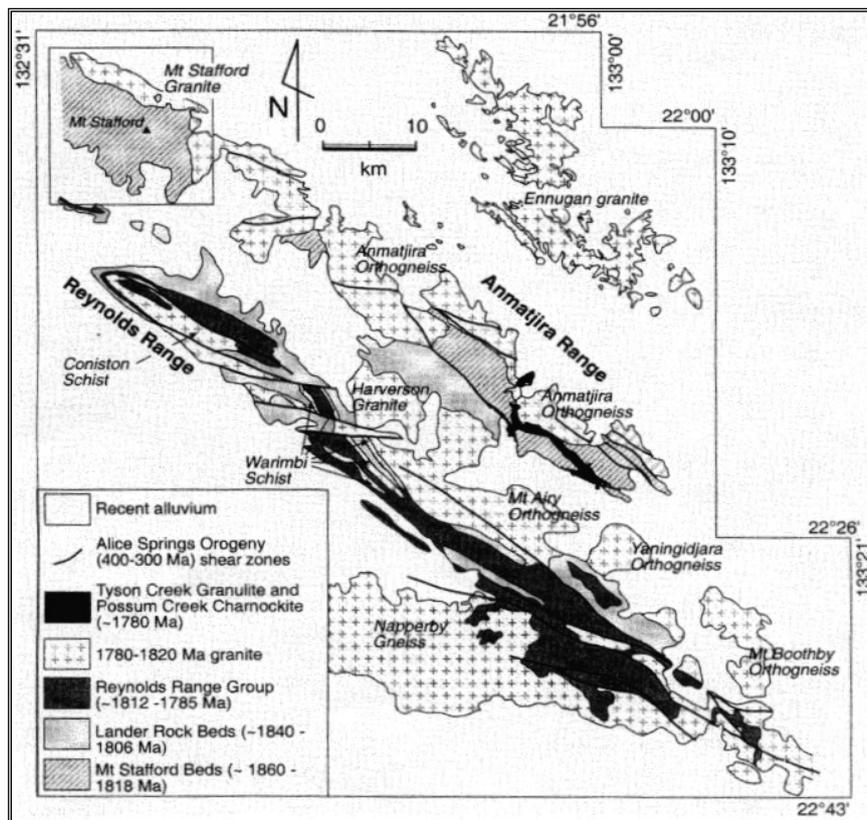 21°56'
132°31'
133°00'
Mt Stafford
Granite
Mt Stafford
N
0 10
km
22°00'
133°10'
Ennugan granite
Anmatjira
Orthogneiss
Anmatjira Range
Reynolds Range
Coniston
Schist
Harverson
Granite
Anmatjira
Orthogneiss
Warimbi
Schist
Mt Airy
Orthogneiss
22°26'
133°21'
Yaningidjara
Orthogneiss
Napperby
Gneiss
Mt Boothby
Orthogneiss
Recent alluvium
Alice Springs Orogeny
(400-300 Ma) shear zones
Tyson Creek Granulite and
Possum Creek Charnockite
(~1780 Ma)
1780-1820 Ma granite
Reynolds Range Group
(~1812 -1785 Ma)
Lander Rock Beds (~1840 -
1806 Ma)
Mt Stafford Beds (~ 1860 -
1818 Ma)
22°43'